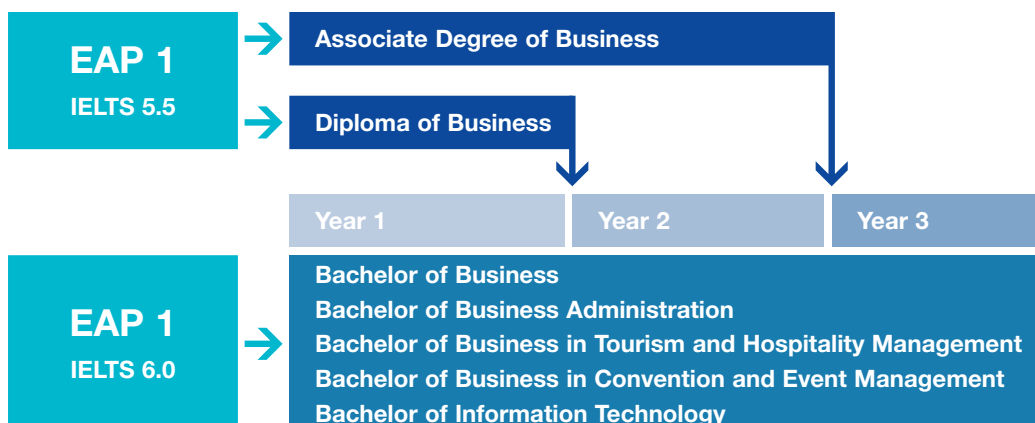 EAP 1
IELTS 5.5
Associate Degree of Business
Diploma of Business
Year 1
Year 2
Year 3
EAP 1
IELTS 6.0
Bachelor of Business
Bachelor of Business Administration
Bachelor of Business in Tourism and Hospitality Management
Bachelor of Business in Convention and Event Management
Bachelor of Information Technology